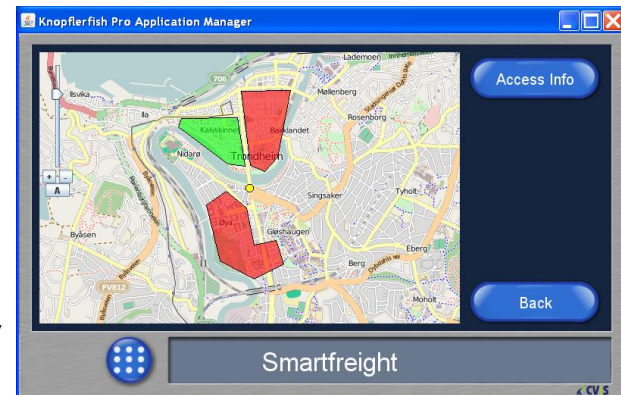 Knopflerfish Pro Application Manager
Lademoen
Ilsvika
706
Møllenberg
Ila
Rosenborg
Kalvskinnet
Bakklandet
Nidarø
Trondheim
+ -
A
Singsaker
Tyholt
Øya
Gløshaugen
Byåsen
Eberg
Berg
FV812
Moholt
Access Info
Back
Smartfreight
CVIS